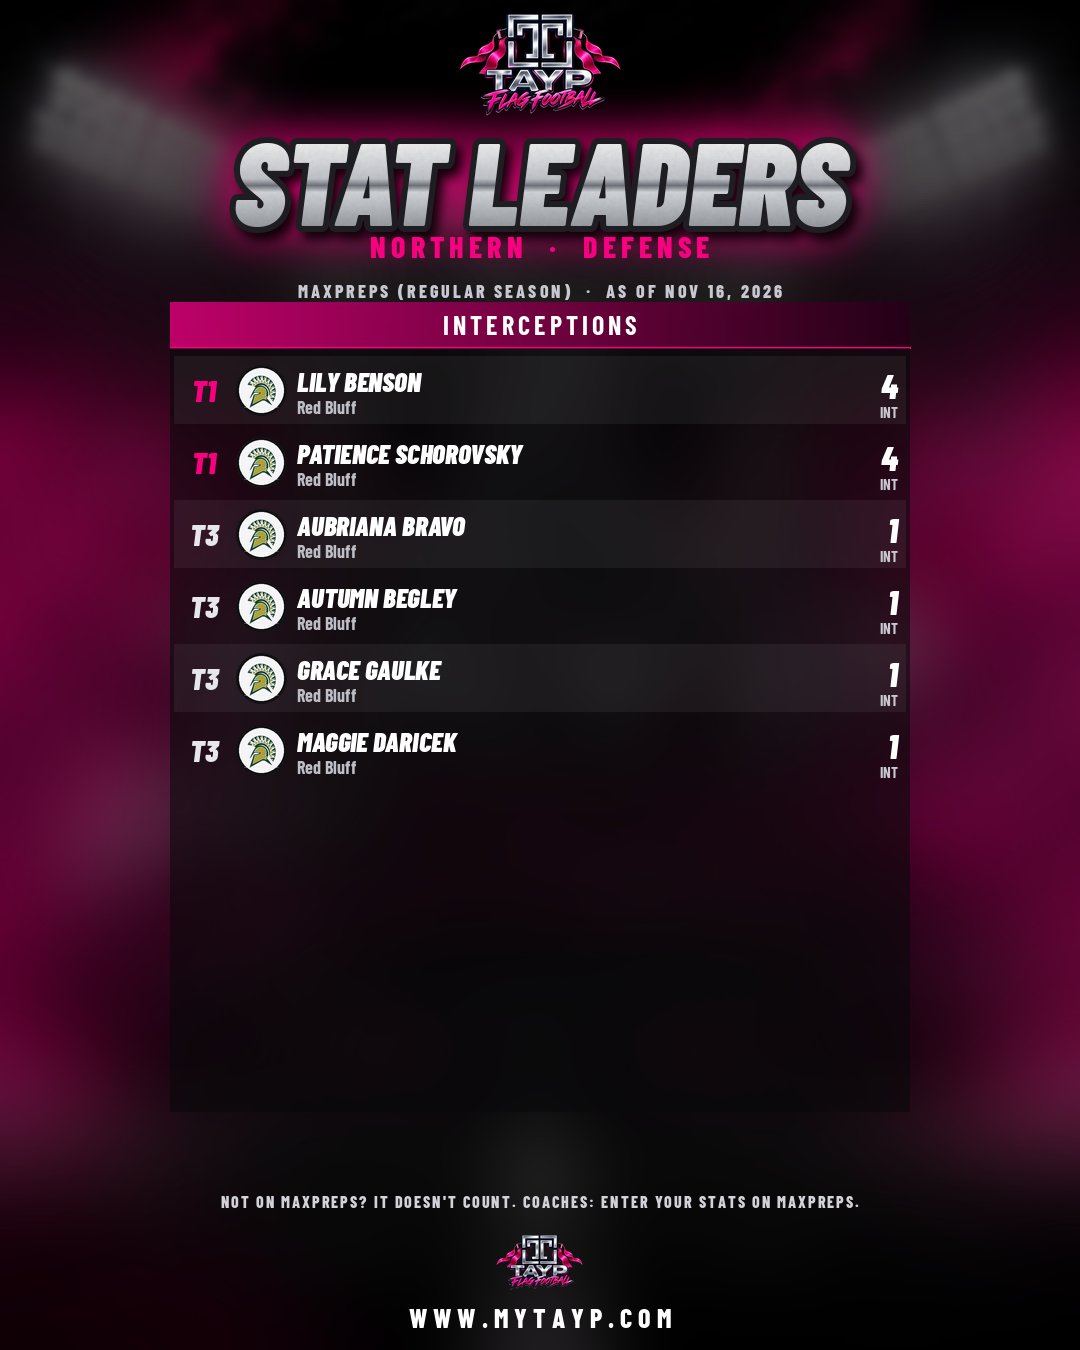 TAYP
FLAG FOOTBALL
STAT LEADERS
NORTHERN · DEFENSE
MAXPREPS (REGULAR SEASON) · AS OF NOV 16, 2026
INTERCEPTIONS
T1 LILY BENSON 4
Red Bluff INT
T1 PATIENCE SCHOROVSKY 4
Red Bluff INT
T3 AUBRIANA BRAVO 1
Red Bluff INT
T3 AUTUMN BEGLEY 1
Red Bluff INT
T3 GRACE GAULKE 1
Red Bluff INT
T3 MAGGIE DARICEK 1
Red Bluff INT
NOT ON MAXPREPS? IT DOESN'T COUNT. COACHES: ENTER YOUR STATS ON MAXPREPS.
TAYP
FLAG FOOTBALL
WWW.MYTAYP.COM